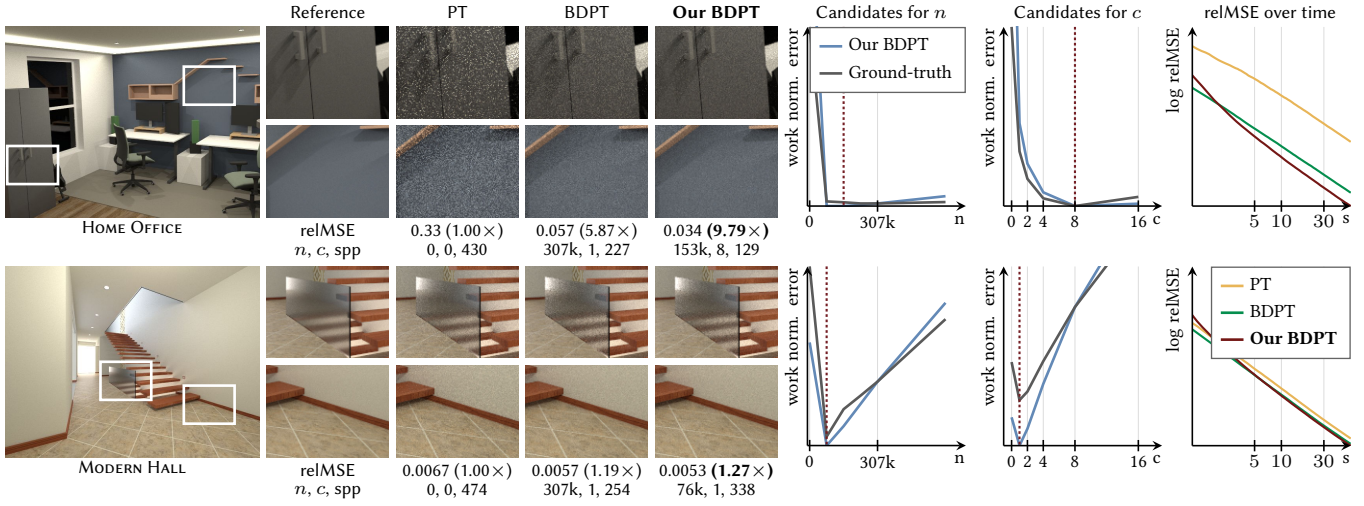 Reference PT BDPT Our BDPT Candidates for n Candidates for c relMSE over time
work norm. error
Our BDPT
Ground-truth
0 307k n
work norm. error
0 2 4 8 16 c
log relMSE
5 10 30 s
HOME OFFICE
relMSE 0.33 (1.00×) 0.057 (5.87×) 0.034 (9.79×)
n, c, spp 0, 0, 430 307k, 1, 227 153k, 8, 129
work norm. error
0 307k n
work norm. error
0 2 4 8 16 c
log relMSE
PT
BDPT
Our BDPT
5 10 30 s
MODERN HALL
relMSE 0.0067 (1.00×) 0.0057 (1.19×) 0.0053 (1.27×)
n, c, spp 0, 0, 474 307k, 1, 254 76k, 1, 338